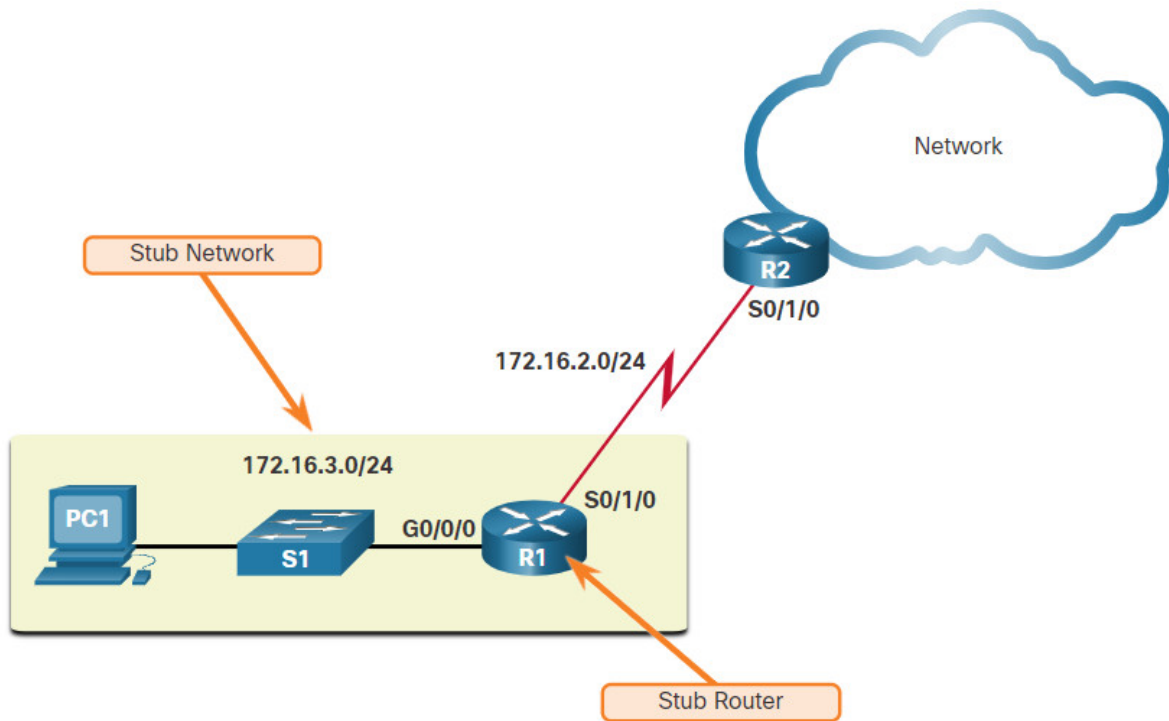 Network
Stub Network
R2
S0/1/0
172.16.2.0/24
172.16.3.0/24
S0/1/0
PC1
G0/0/0
S1
R1
Stub Router